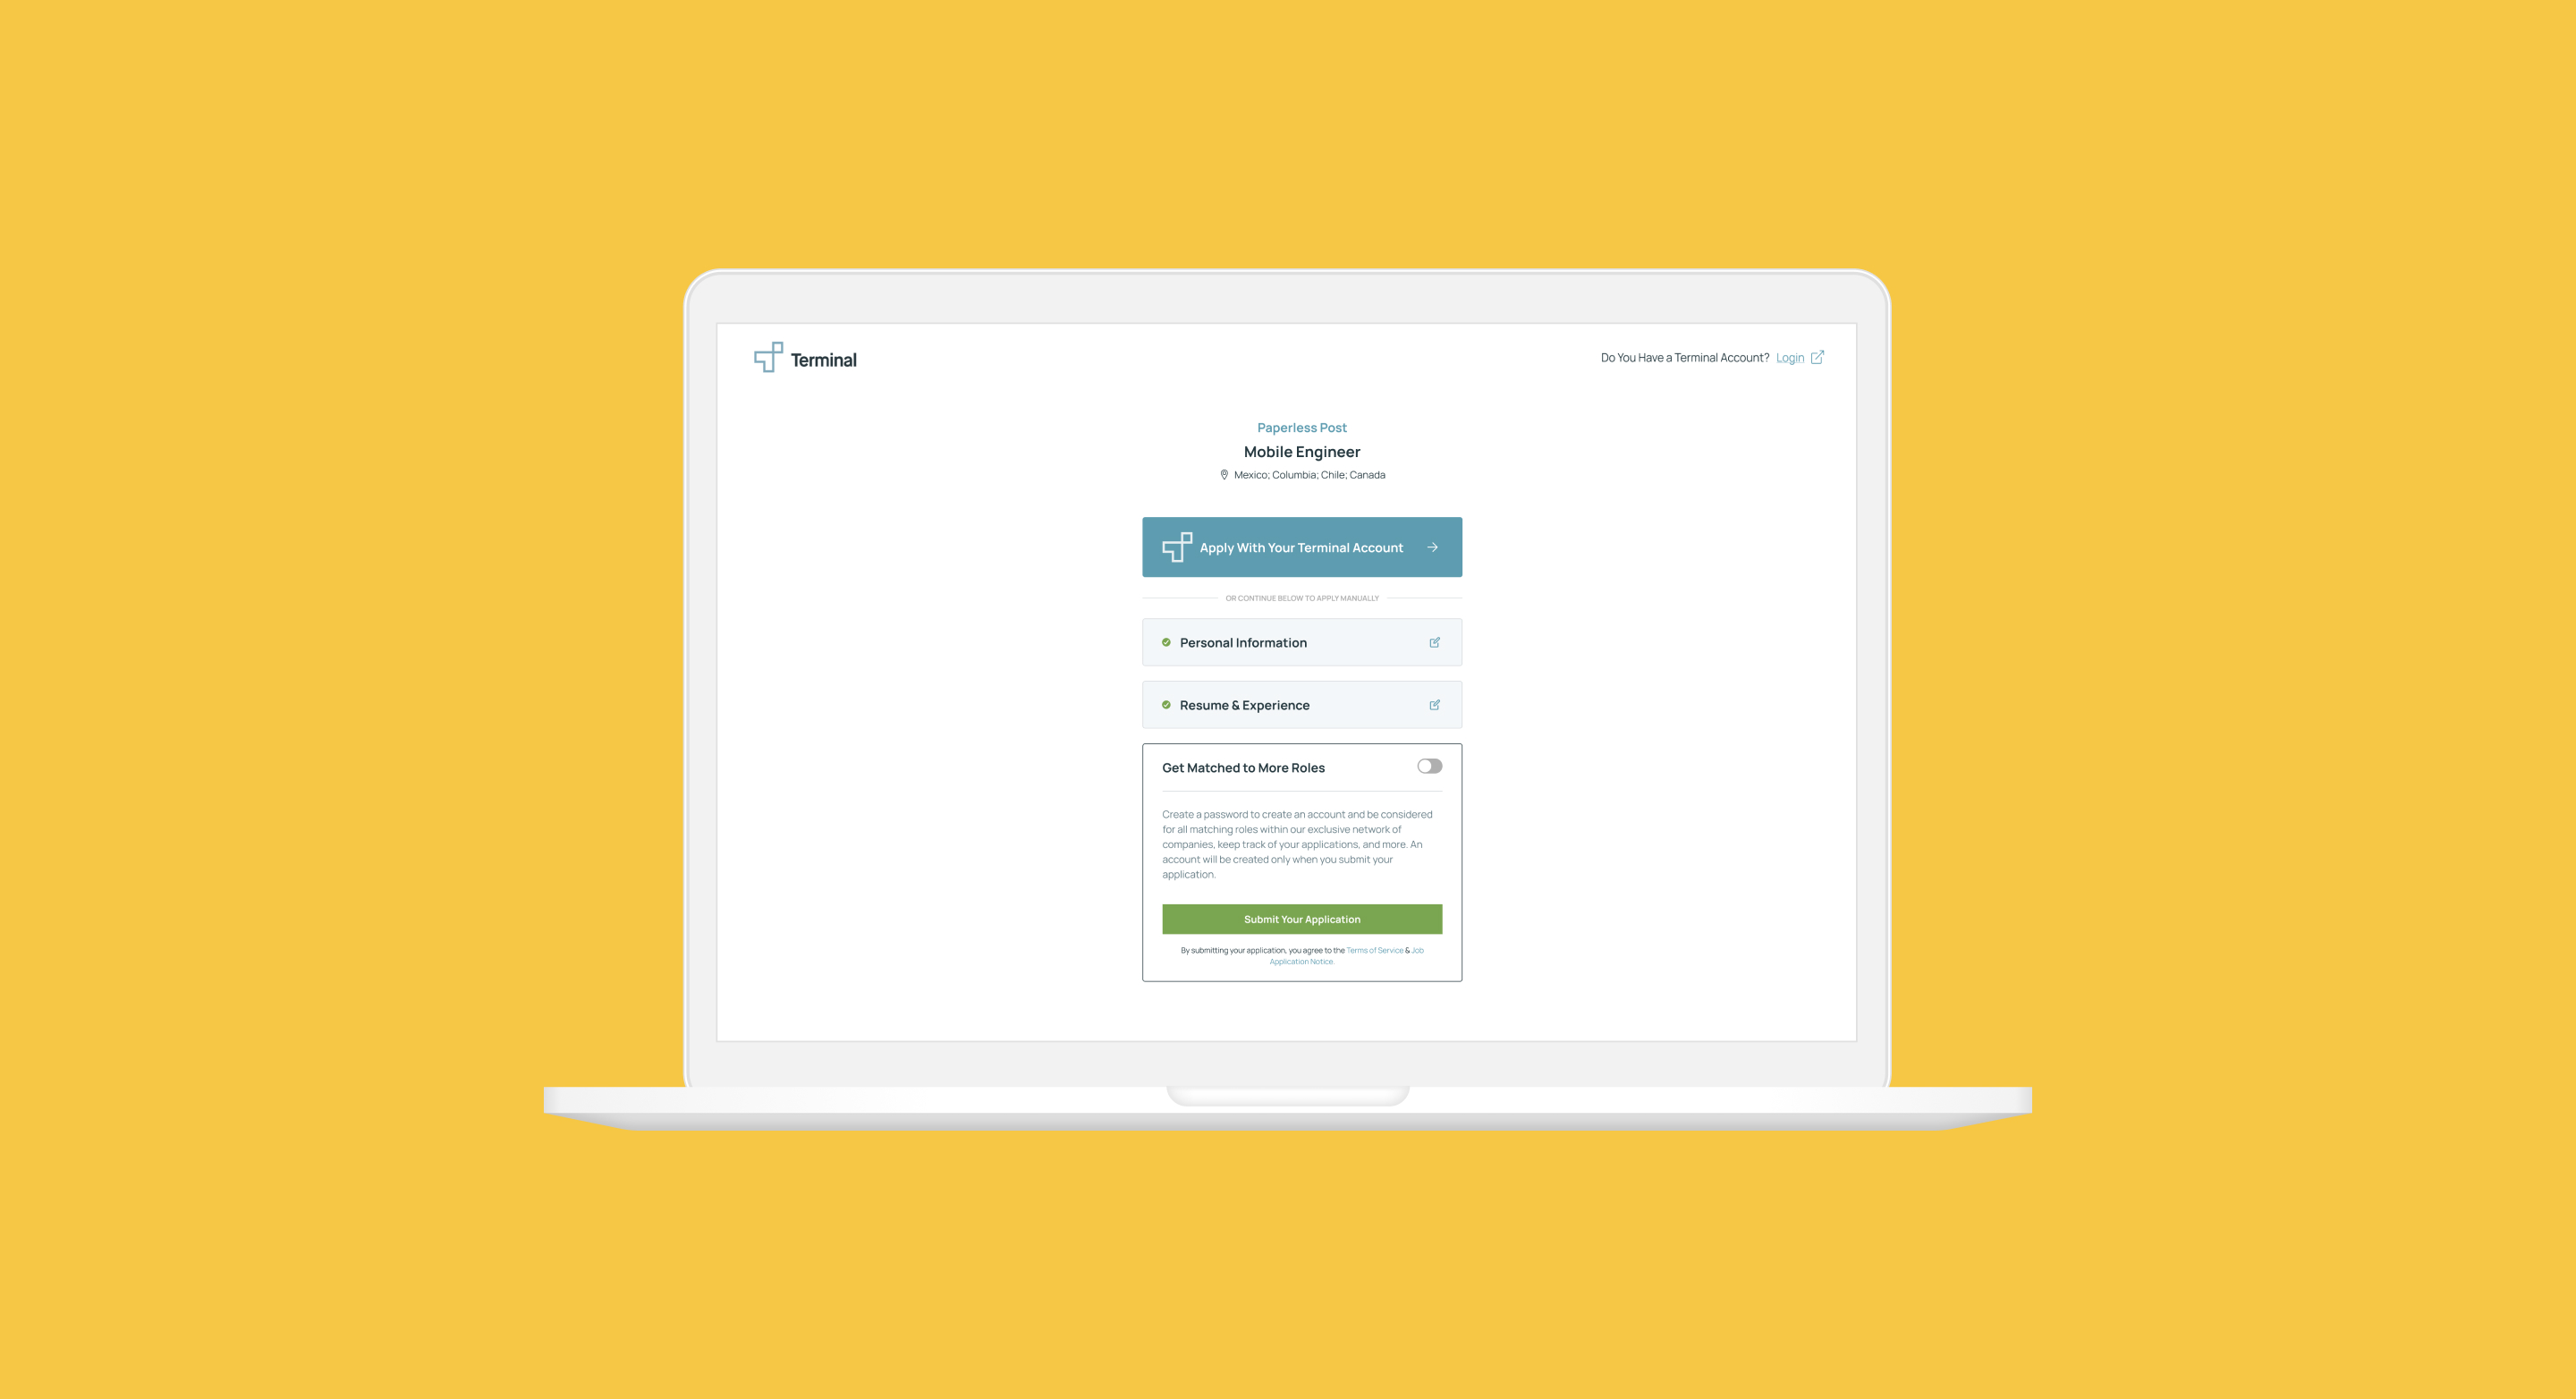 Terminal
Do You Have a Terminal Account? Login
Paperless Post
Mobile Engineer
Mexico; Columbia; Chile; Canada
Apply With Your Terminal Account
OR CONTINUE BELOW TO APPLY MANUALLY
Personal Information
Resume & Experience
Get Matched to More Roles
Create a password to create an account and be considered
for all matching roles within our exclusive network of
companies, keep track of your applications, and more. An
account will be created only when you submit your
application.
Submit Your Application
By submitting your application, you agree to the Terms of Service & Job
Application Notice.